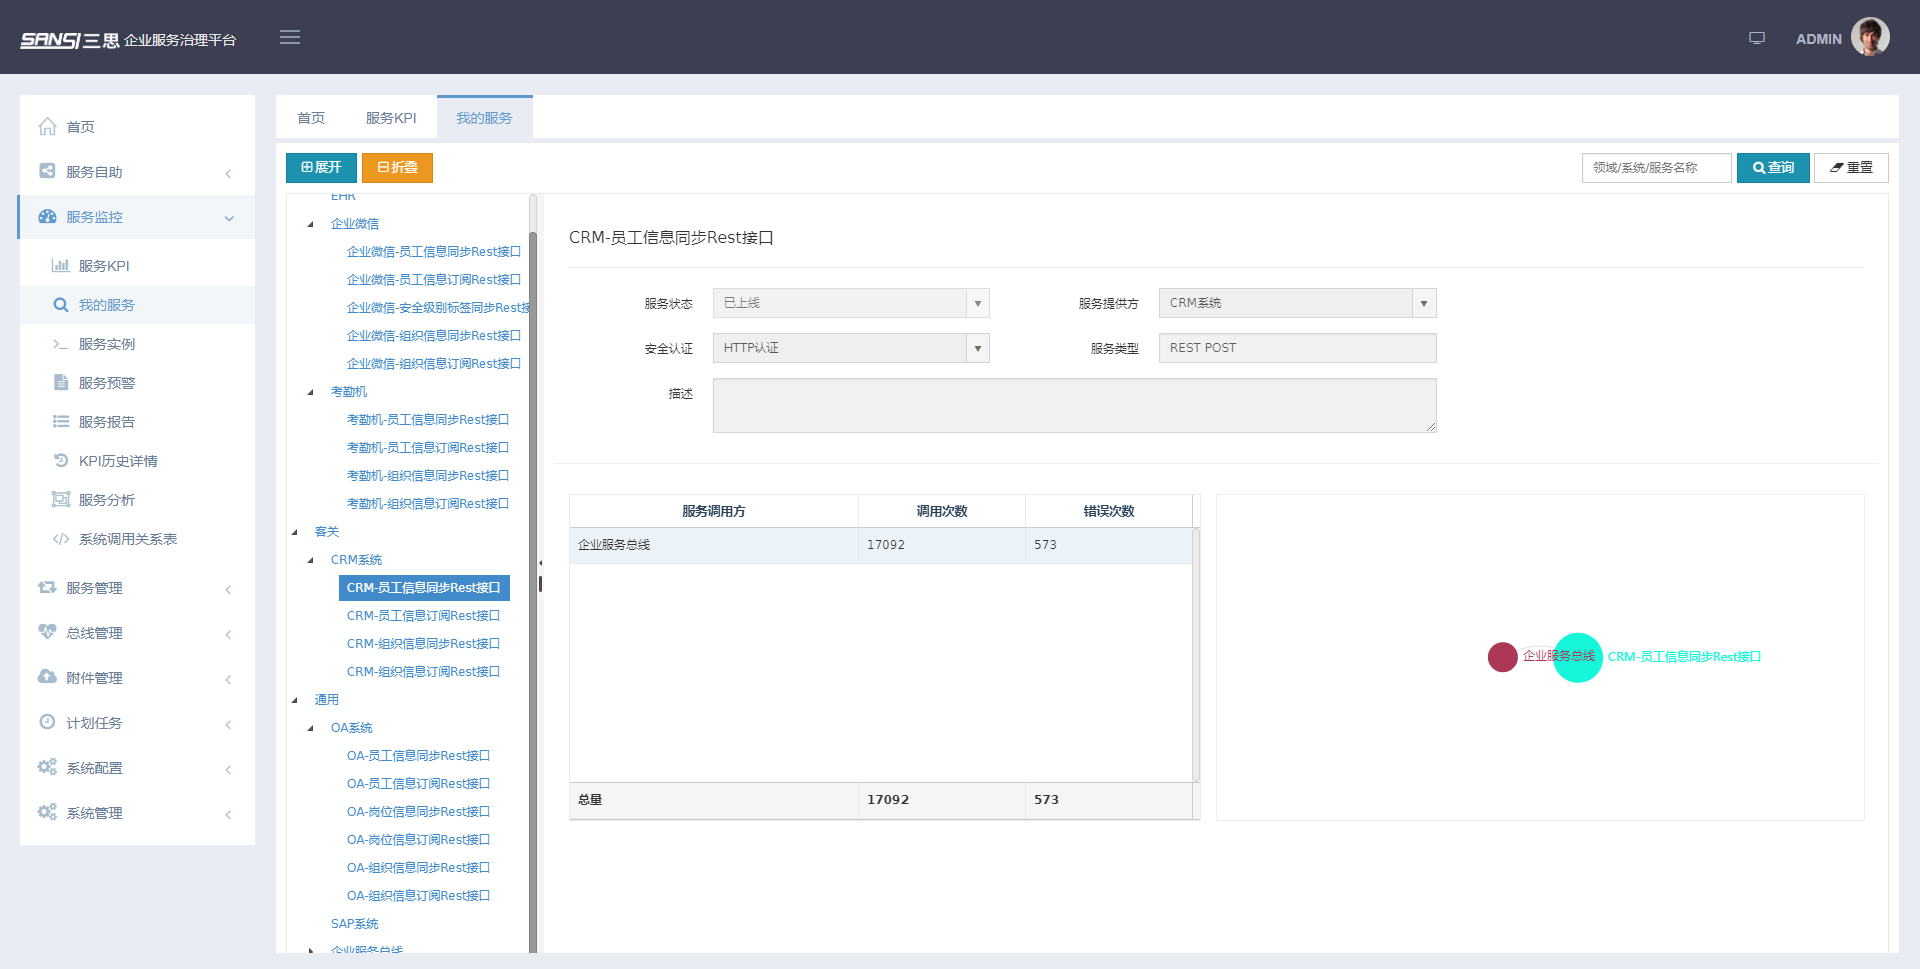 SANSI 三思 企业服务治理平台
ADMIN
首页
服务自助
服务监控
服务KPI
我的服务
服务实例
服务预警
服务报告
KPI历史详情
服务分析
系统调用关系表
服务管理
总线管理
附件管理
计划任务
系统配置
系统管理
首页 服务KPI 我的服务
展开 折叠
领域/系统/服务名称 查询 重置
EHR
企业微信
企业微信-员工信息同步Rest接口
企业微信-员工信息订阅Rest接口
企业微信-安全级别标签同步Rest接
企业微信-组织信息同步Rest接口
企业微信-组织信息订阅Rest接口
考勤机
考勤机-员工信息同步Rest接口
考勤机-员工信息订阅Rest接口
考勤机-组织信息同步Rest接口
考勤机-组织信息订阅Rest接口
客关
CRM系统
CRM-员工信息同步Rest接口
CRM-员工信息订阅Rest接口
CRM-组织信息同步Rest接口
CRM-组织信息订阅Rest接口
通用
OA系统
OA-员工信息同步Rest接口
OA-员工信息订阅Rest接口
OA-岗位信息同步Rest接口
OA-岗位信息订阅Rest接口
OA-组织信息同步Rest接口
OA-组织信息订阅Rest接口
SAP系统
企业服务总线
CRM-员工信息同步Rest接口
服务状态 已上线 服务提供方 CRM系统
安全认证 HTTP认证 服务类型 REST POST
描述
服务调用方 调用次数 错误次数
企业服务总线 17092 573
总量 17092 573
企业服务总线 CRM-员工信息同步Rest接口